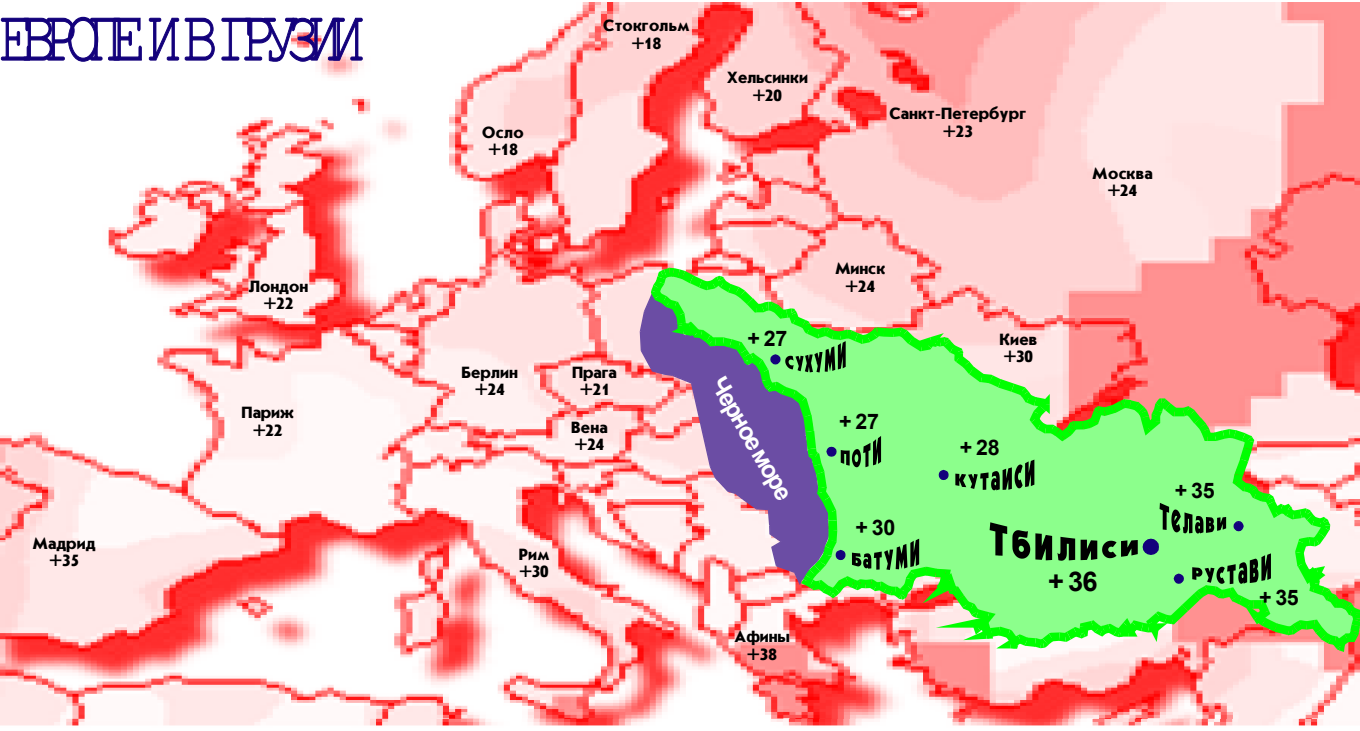 ЕВРОПЕ И В ГРУЗИИ
Стокгольм
+18
Хельсинки
+20
Осло
+18
Санкт-Петербург
+23
Москва
+24
Лондон
+22
Минск
+24
Киев
+30
Берлин
+24
Прага
+21
Париж
+22
Вена
+24
Мадрид
+35
Рим
+30
Афины
+38
Черное море
+27
СУХУМИ
+27
ПОТИ
+28
КУТАИСИ
+30
БАТУМИ
Тбилиси
+36
+35
Телави
РУСТАВИ
+35